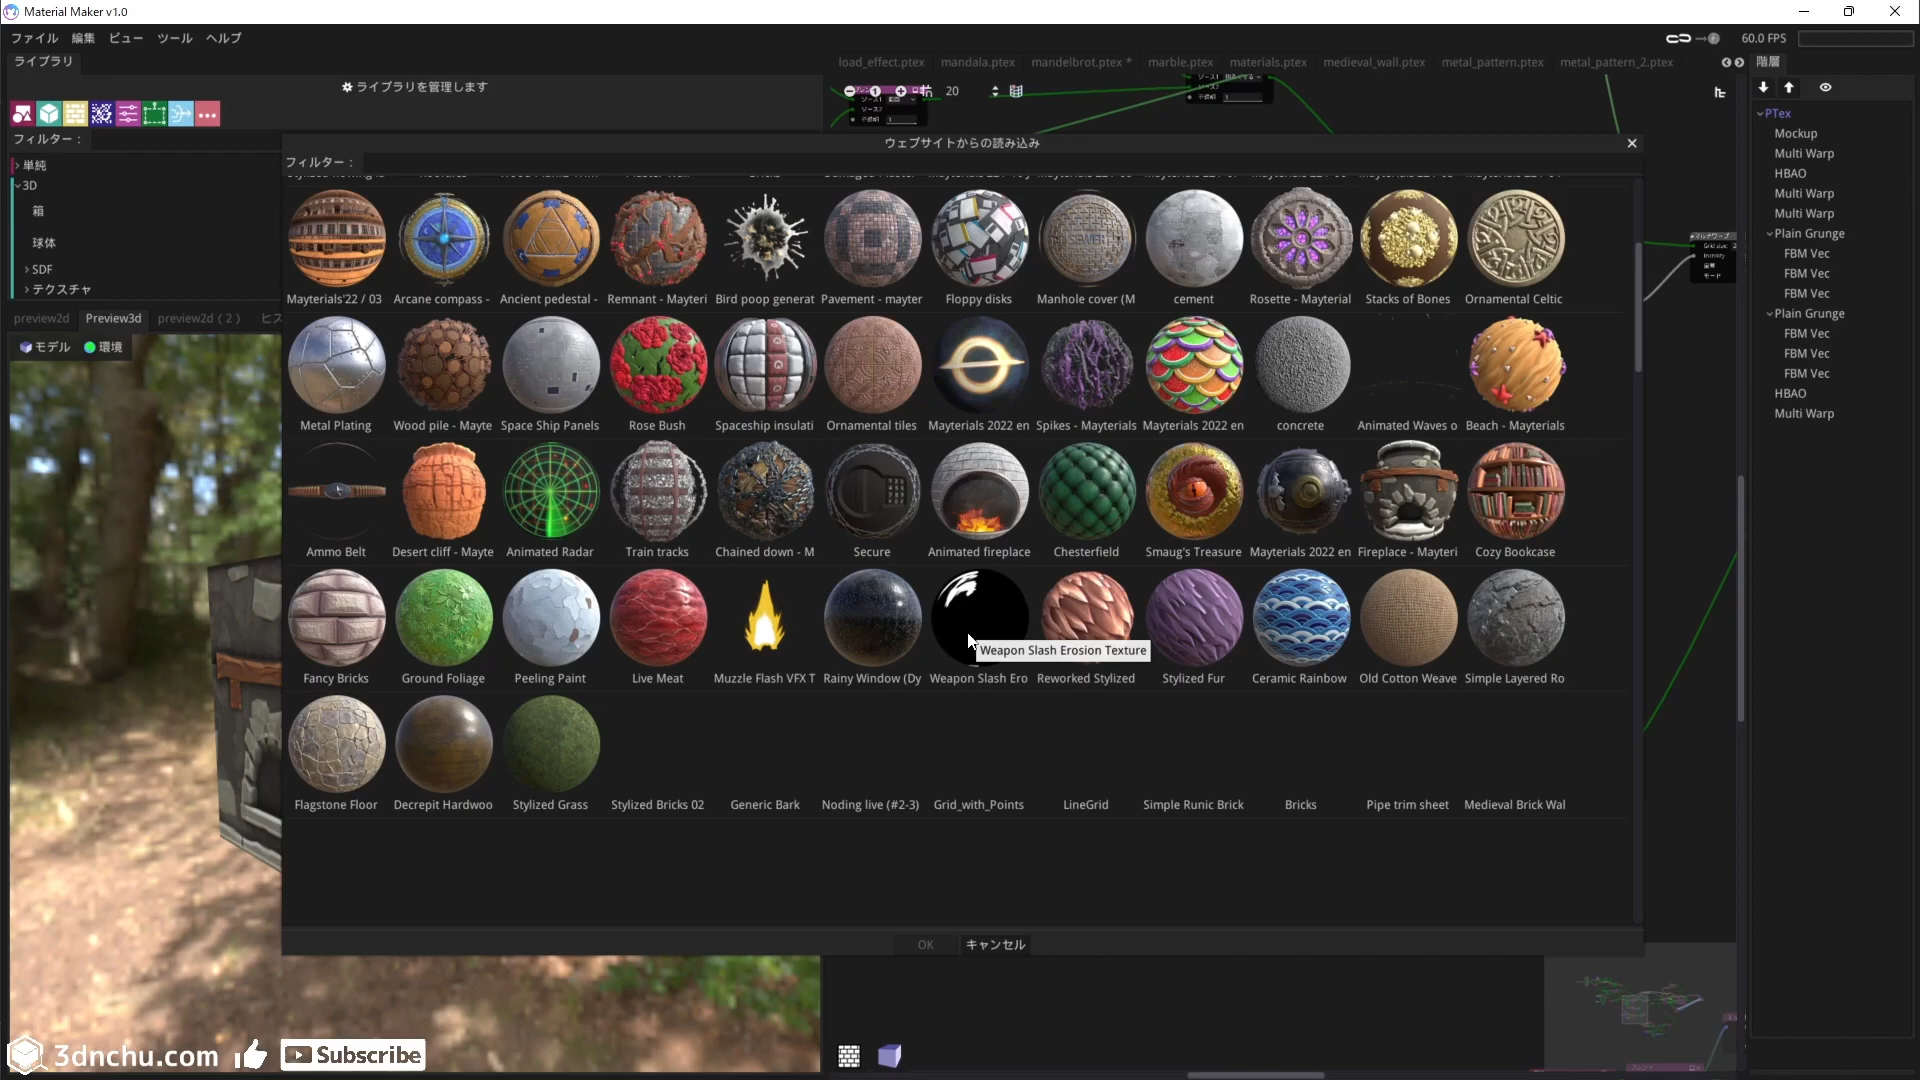 Material Maker v1.0
ファイル 編集 ビュー ツール ヘルプ
60.0 FPS
ライブラリ
load_effect.ptex mandala.ptex mandelbrot.ptex * marble.ptex materials.ptex medieval_wall.ptex metal_pattern.ptex metal_pattern_2.ptex
階層
ライブラリを管理します
20
フィルター：
単純
3D
箱
球体
SDF
テクスチャ
preview2d Preview3d preview2d ( 2 ) ヒス
モデル 環境
ウェブサイトからの読み込み
フィルター：
Mayterials'22 / 03 Arcane compass - Ancient pedestal - Remnant - Mayteri Bird poop generat Pavement - mayter Floppy disks Manhole cover (M cement Rosette - Mayterial Stacks of Bones Ornamental Celtic
Metal Plating Wood pile - Mayte Space Ship Panels Rose Bush Spaceship insulati Ornamental tiles Mayterials 2022 en Spikes - Mayterials Mayterials 2022 en concrete Animated Waves o Beach - Mayterials
Ammo Belt Desert cliff - Mayte Animated Radar Train tracks Chained down - M Secure Animated fireplace Chesterfield Smaug's Treasure Mayterials 2022 en Fireplace - Mayteri Cozy Bookcase
Weapon Slash Erosion Texture
Fancy Bricks Ground Foliage Peeling Paint Live Meat Muzzle Flash VFX T Rainy Window (Dy Weapon Slash Ero Reworked Stylized Stylized Fur Ceramic Rainbow Old Cotton Weave Simple Layered Ro
Flagstone Floor Decrepit Hardwoo Stylized Grass Stylized Bricks 02 Generic Bark Noding live (#2-3) Grid_with_Points LineGrid Simple Runic Brick Bricks Pipe trim sheet Medieval Brick Wal
OK キャンセル
PTex
Mockup
Multi Warp
HBAO
Multi Warp
Multi Warp
Plain Grunge
FBM Vec
FBM Vec
FBM Vec
Plain Grunge
FBM Vec
FBM Vec
FBM Vec
HBAO
Multi Warp
3dnchu.com Subscribe